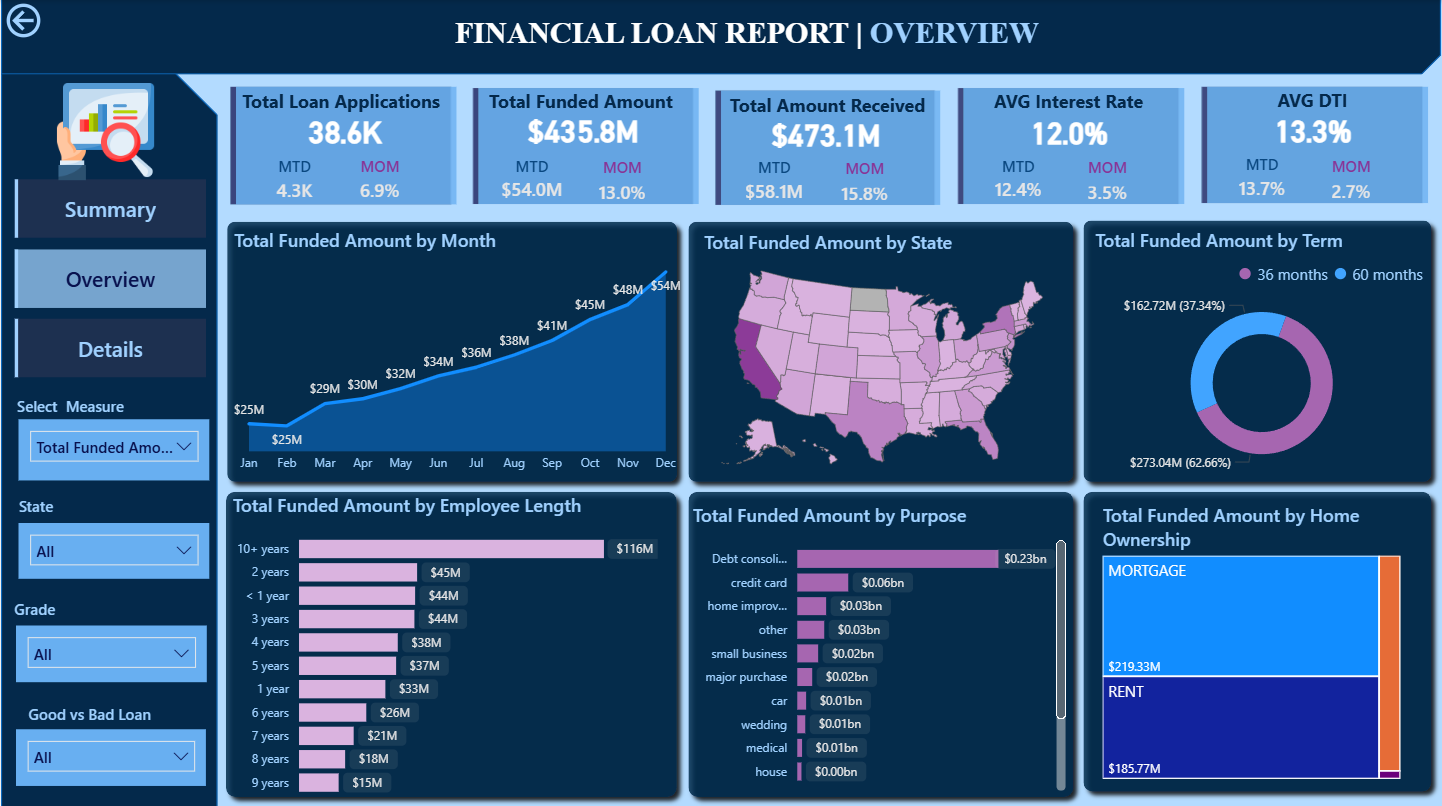 FINANCIAL LOAN REPORT | OVERVIEW
Summary
Overview
Details
Select Measure
Total Funded Amo...
State
All
Grade
All
Good vs Bad Loan
All
Total Loan Applications
38.6K
MTD MOM
4.3K 6.9%
Total Funded Amount
$435.8M
MTD MOM
$54.0M 13.0%
Total Amount Received
$473.1M
MTD MOM
$58.1M 15.8%
AVG Interest Rate
12.0%
MTD MOM
12.4% 3.5%
AVG DTI
13.3%
MTD MOM
13.7% 2.7%
Total Funded Amount by Month
$25M
$25M
$29M
$30M
$32M
$34M
$36M
$38M
$41M
$45M
$48M
$54M
Jan Feb Mar Apr May Jun Jul Aug Sep Oct Nov Dec
Total Funded Amount by State
Total Funded Amount by Term
36 months 60 months
$162.72M (37.34%)
$273.04M (62.66%)
Total Funded Amount by Employee Length
10+ years $116M
2 years $45M
< 1 year $44M
3 years $44M
4 years $38M
5 years $37M
1 year $33M
6 years $26M
7 years $21M
8 years $18M
9 years $15M
Total Funded Amount by Purpose
Debt consoli... $0.23bn
credit card $0.06bn
home improv... $0.03bn
other $0.03bn
small business $0.02bn
major purchase $0.02bn
car $0.01bn
wedding $0.01bn
medical $0.01bn
house $0.00bn
Total Funded Amount by Home
Ownership
MORTGAGE
$219.33M
RENT
$185.77M